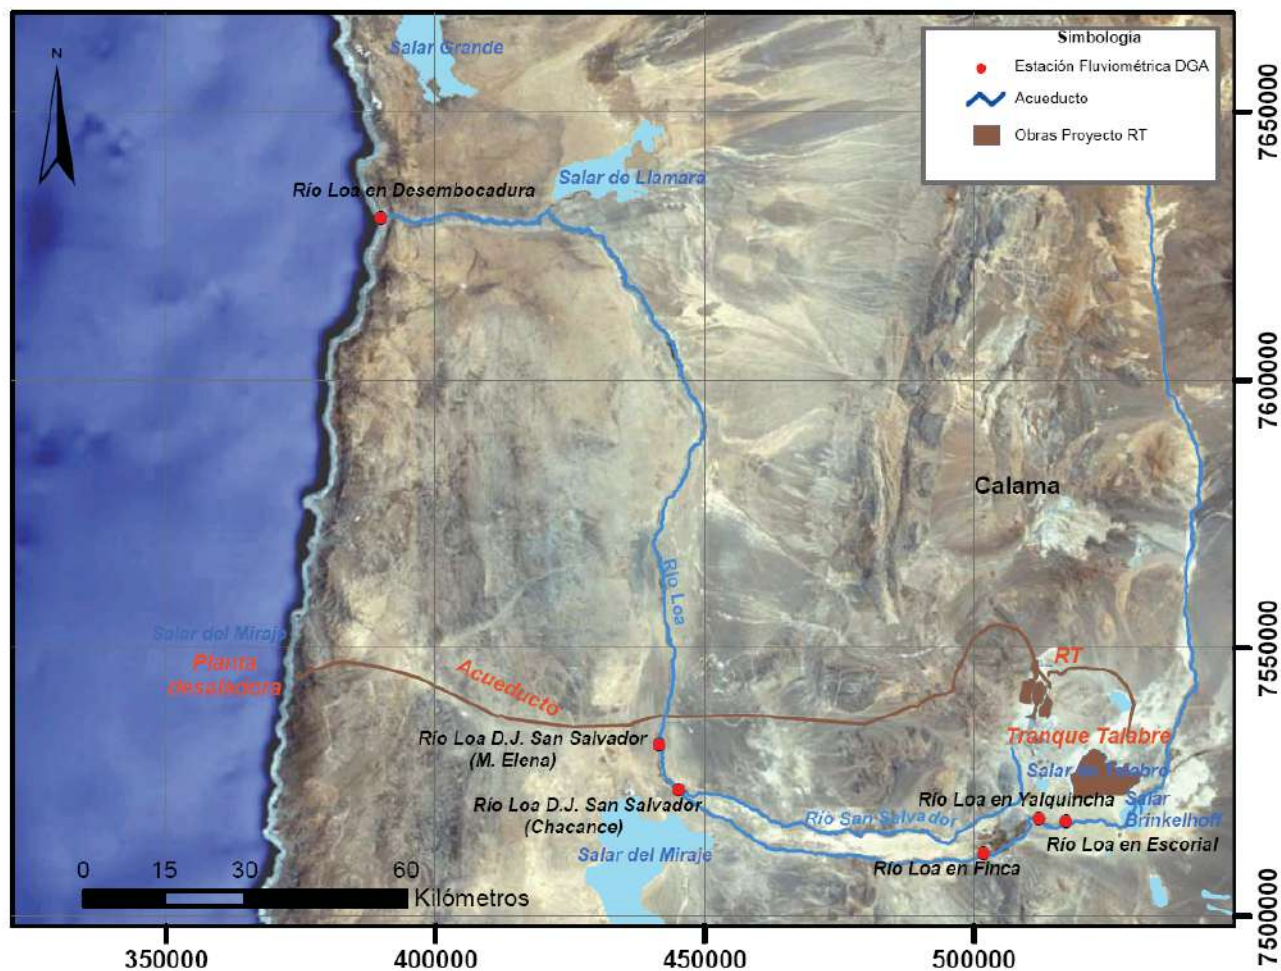 N
Simbología
Estación Fluviométrica DGA
Acueducto
Obras Proyecto RT
Salar Grande
Salar de Llamara
Río Loa en Desembocadura
Calama
Río Loa
Salar del Miraje
Planta
desaladora
Acueducto
RT
Tranque Talabre
Río Loa D.J. San Salvador
(M. Elena)
Río Loa D.J. San Salvador
(Chacance)
Salar de Talabre
Río Loa en Yalquincha
Salar
Brinkelhoff
Río San Salvador
Río Loa en Escorial
Salar del Miraje
Río Loa en Finca
0 15 30 60
Kilómetros
350000 400000 450000 500000
7650000
7600000
7550000
7500000